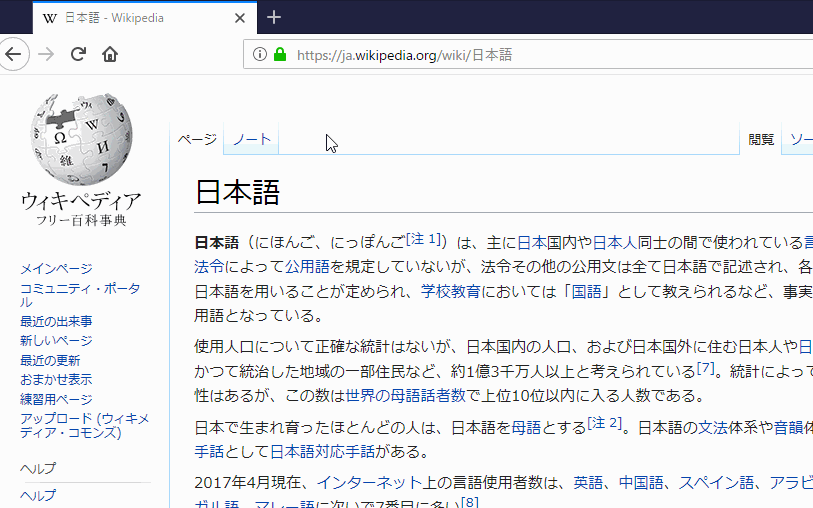 日本語 - Wikipedia
https://ja.wikipedia.org/wiki/日本語
ウィキペディア
フリー百科事典
ページ
ノート
閲覧
ソー
日本語
日本語（にほんご、にっぽんご[注 1]）は、主に日本国内や日本人同士の間で使われている言
法令によって公用語を規定していないが、法令その他の公用文は全て日本語で記述され、各
日本語を用いることが定められ、学校教育においては「国語」として教えられるなど、事実
用語となっている。
使用人口について正確な統計はないが、日本国内の人口、および日本国外に住む日本人や日
かつて統治した地域の一部住民など、約1億3千万人以上と考えられている[7]。統計によって
性はあるが、この数は世界の母語話者数で上位10位以内に入る人数である。
日本で生まれ育ったほとんどの人は、日本語を母語とする[注 2]。日本語の文法体系や音韻体
手話として日本語対応手話がある。
2017年4月現在、インターネット上の言語使用者数は、英語、中国語、スペイン語、アラビ
ガル語、マレー語に次いで7番目に多い[8]。
メインページ
コミュニティ・ポータ
ル
最近の出来事
新しいページ
最近の更新
おまかせ表示
練習用ページ
アップロード (ウィキメ
ディア・コモンズ)
ヘルプ
ヘルプ